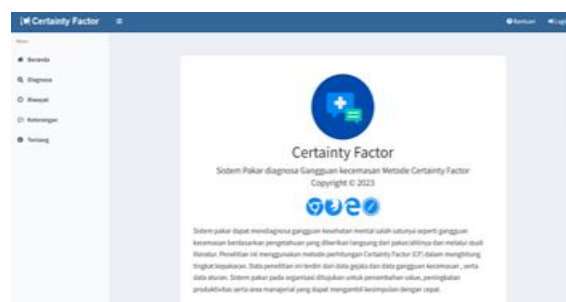 Certainty Factor
Bantuan
Login
Menu
Beranda
Diagnosa
Riwayat
Keterangan
Tentang
Certainty Factor
Sistem Pakar diagnosa Gangguan kecemasan Metode Certainty Factor
Copyright © 2023
Sistem pakar dapat mendiagnosa gangguan kesehatan mental salah satunya seperti gangguan
kecemasan berdasarkan pengetahuan yang diberikan langsung dari pakar/ahlinya dan melalui studi
literatur. Penelitian ini menggunakan metode perhitungan Certainty Factor (CF) dalam menghitung
tingkat kepakaran. Data penelitian ini terdiri dari data gejala dan data gangguan kecemasan , serta
data aturan. Sistem pakar pada organisasi ditujukan untuk penambahan value, peningkatan
produktivitas serta area manajerial yang dapat mengambil kesimpulan dengan cepat.